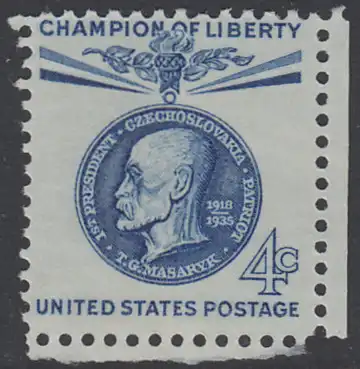 CHAMPION OF LIBERTY
1ST PRESIDENT · CZECHOSLOVAKIA · PATRIOT
1918
1935
· T.G. MASARYK ·
4c
UNITED STATES POSTAGE